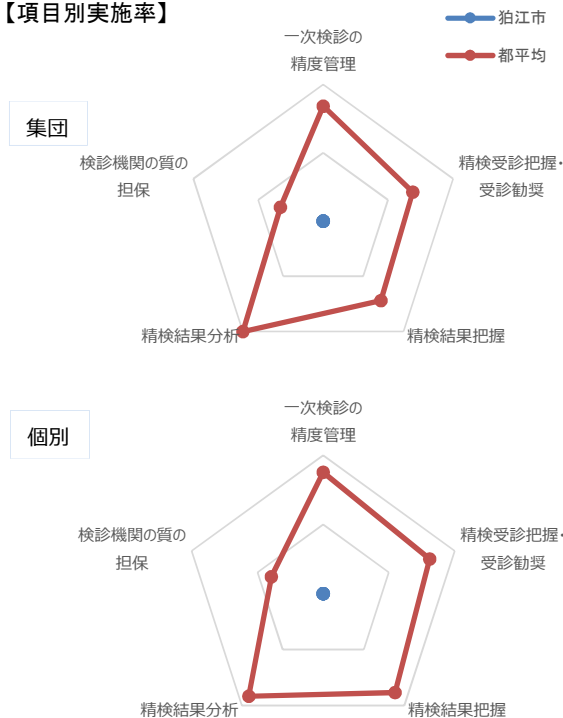 【項目別実施率】
狛江市
都平均
集団
一次検診の
精度管理
精検受診把握・
受診勧奨
精検結果把握
精検結果分析
検診機関の質の
担保
個別
一次検診の
精度管理
精検受診把握・
受診勧奨
精検結果把握
精検結果分析
検診機関の質の
担保